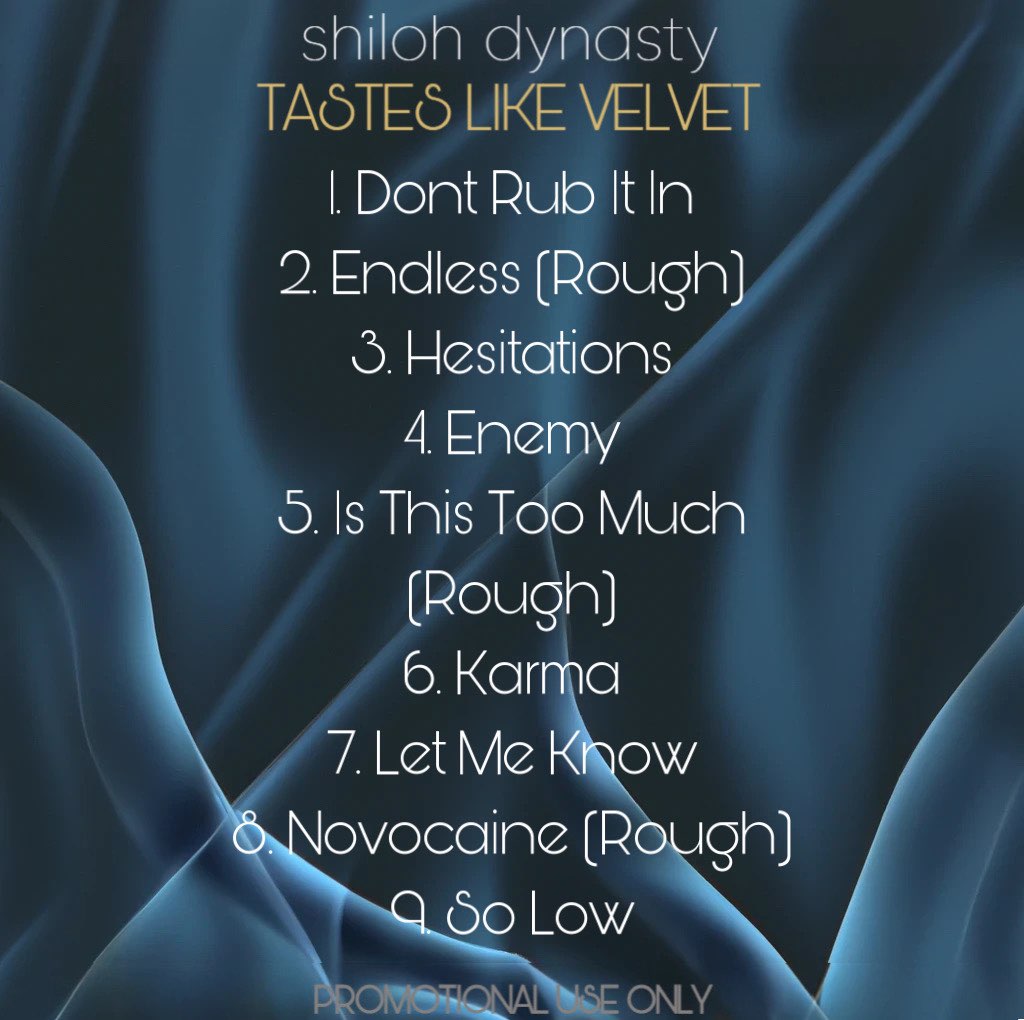 shiloh dynasty
TASTES LIKE VELVET
1. Dont Rub It In
2. Endless (Rough)
3. Hesitations
4. Enemy
5. Is This Too Much
(Rough)
6. Karma
7. Let Me Know
8. Novocaine (Rough)
9. So Low
PROMOTIONAL USE ONLY